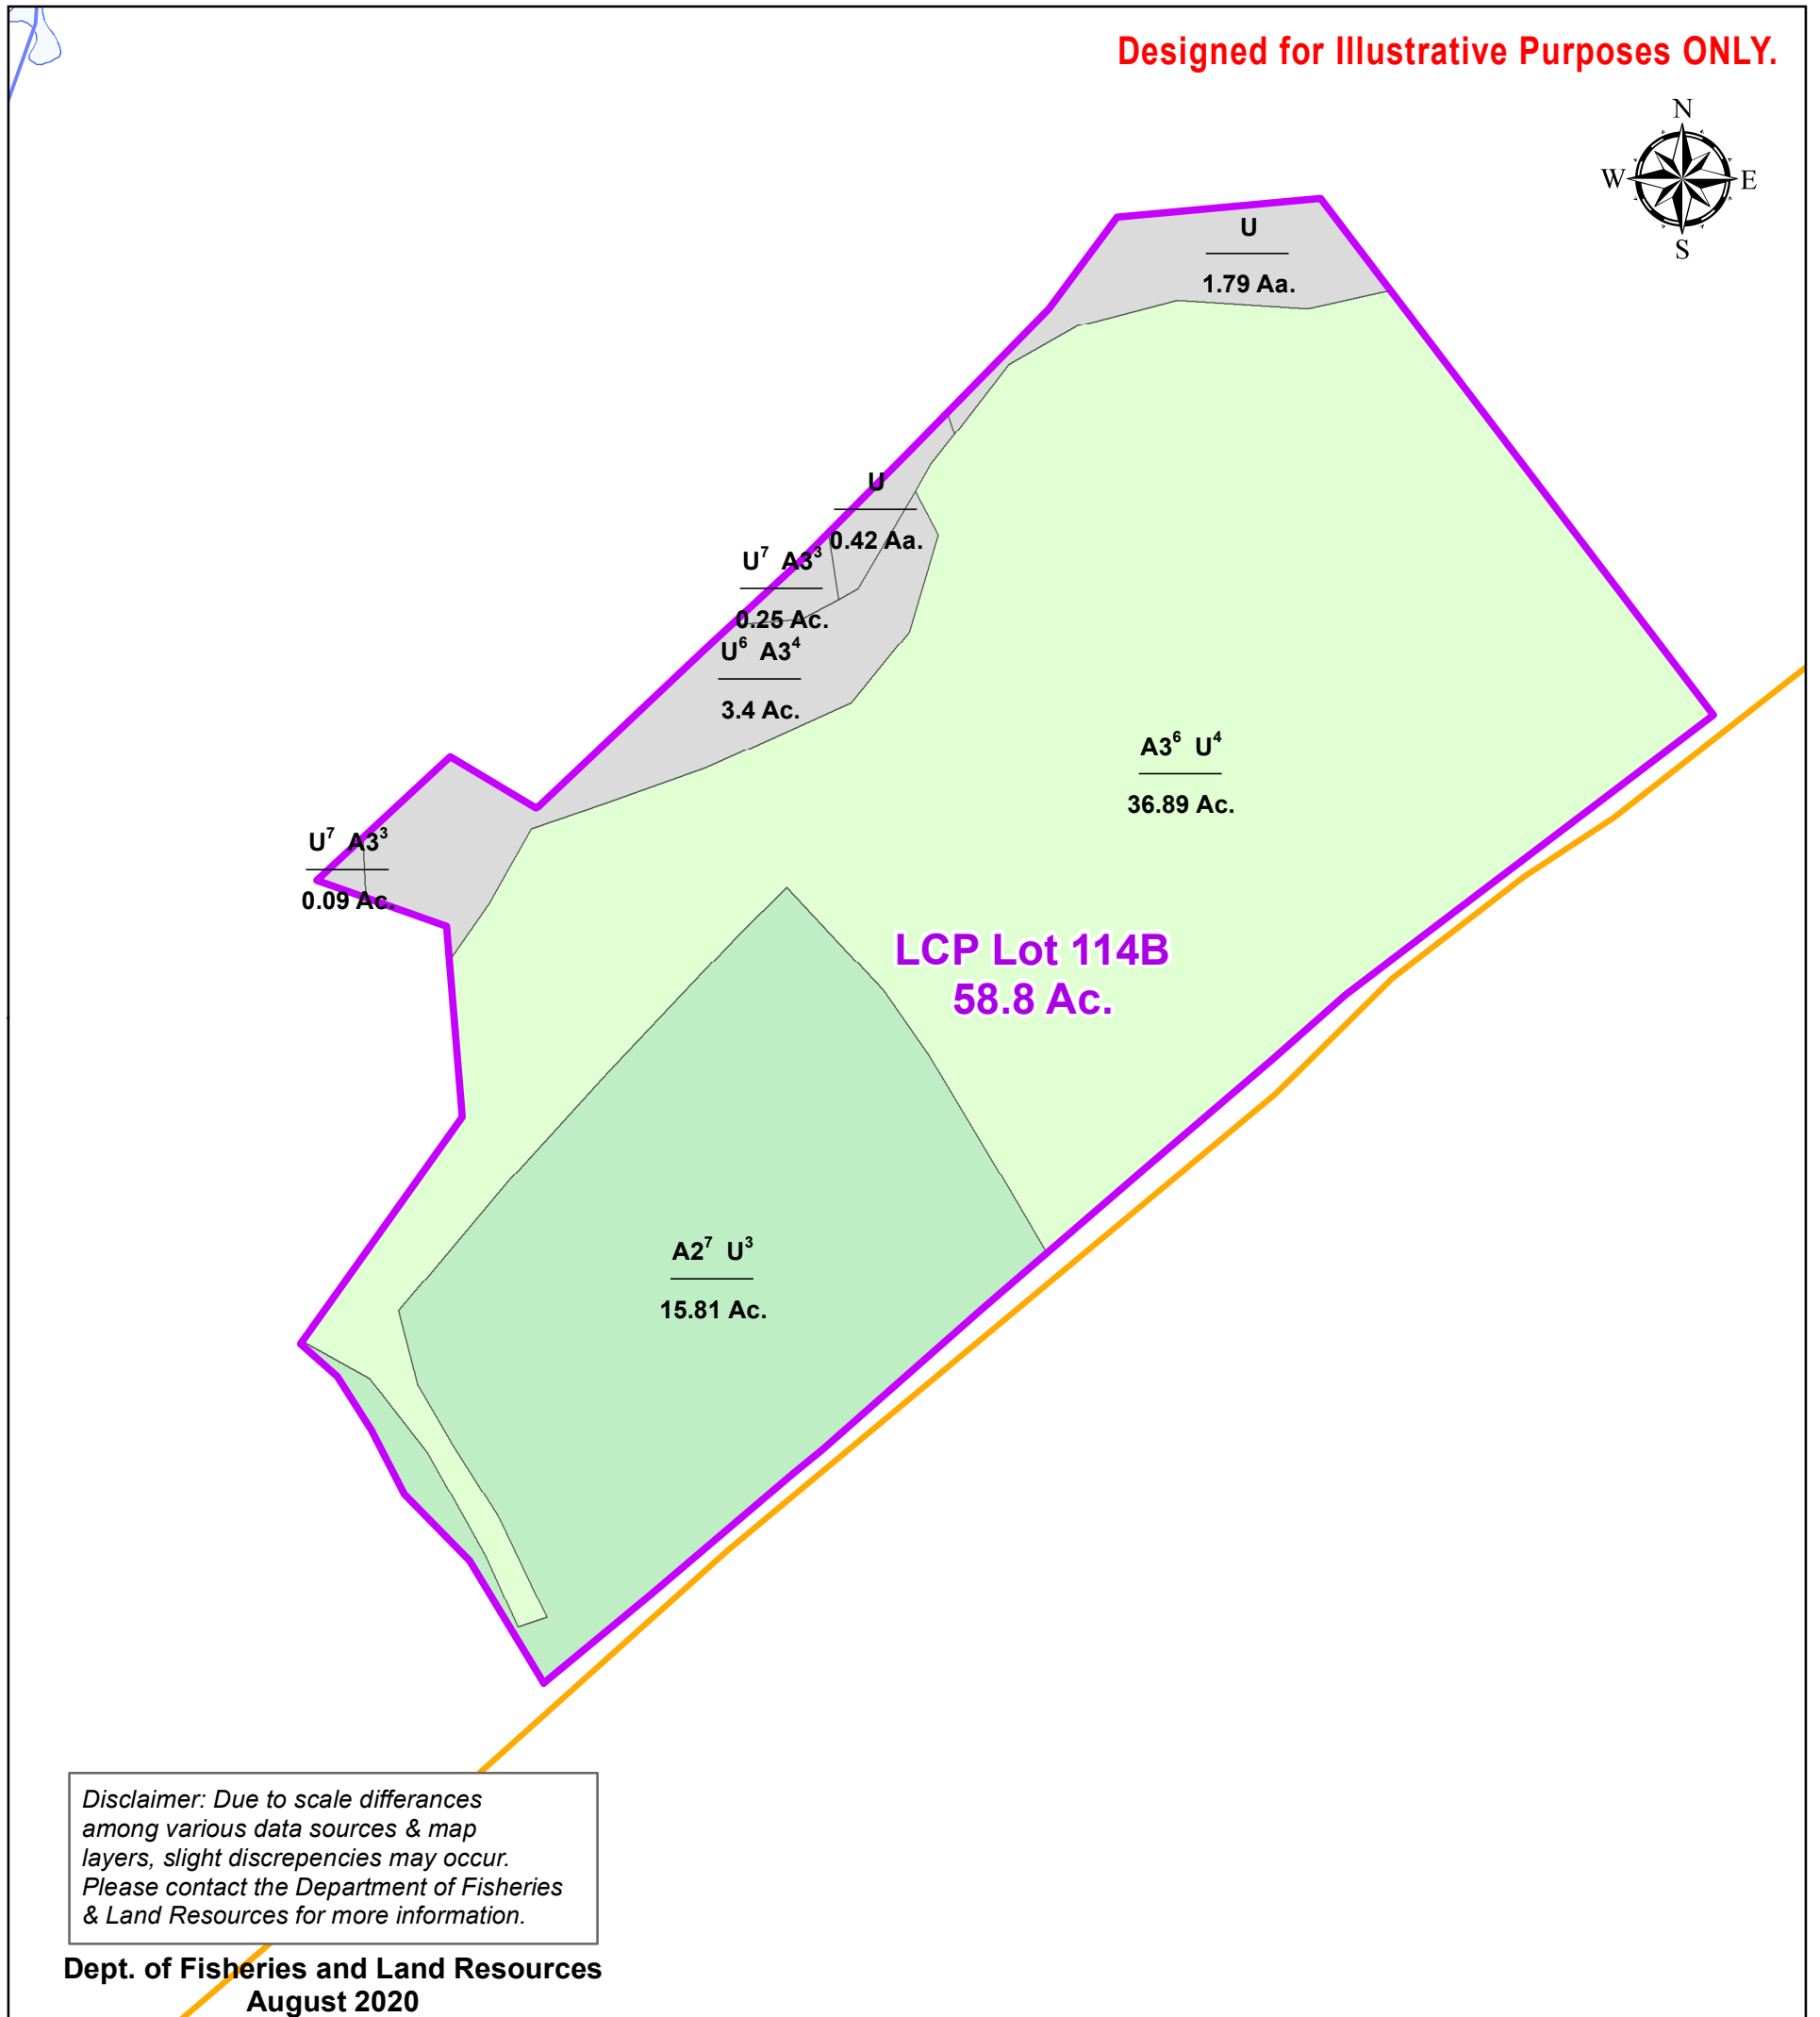 Designed for Illustrative Purposes ONLY.
N
W E
S
U
1.79 Aa.
U
0.42 Aa.
U⁷ A3³
0.25 Ac.
U⁶ A3⁴
3.4 Ac.
A3⁶ U⁴
36.89 Ac.
U⁷ A3³
0.09 Ac.
LCP Lot 114B
58.8 Ac.
A2⁷ U³
15.81 Ac.
Disclaimer: Due to scale differances
among various data sources & map
layers, slight discrepencies may occur.
Please contact the Department of Fisheries
& Land Resources for more information.
Dept. of Fisheries and Land Resources
August 2020